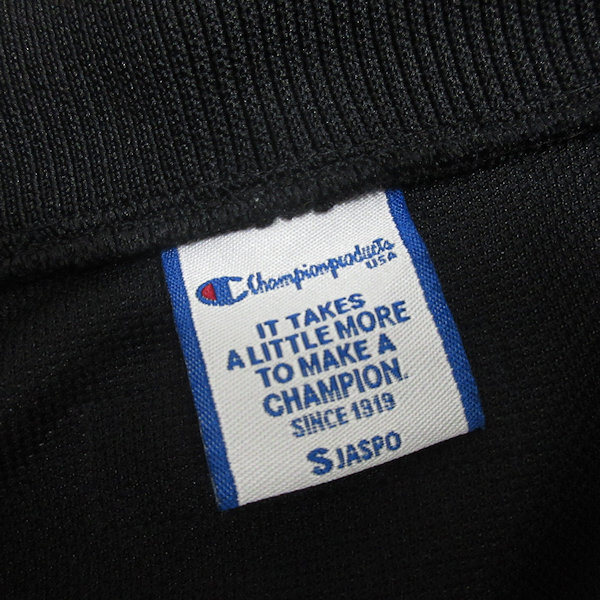 Championproducts
USA
IT TAKES
A LITTLE MORE
TO MAKE A
CHAMPION.
SINCE 1919
S JASPO